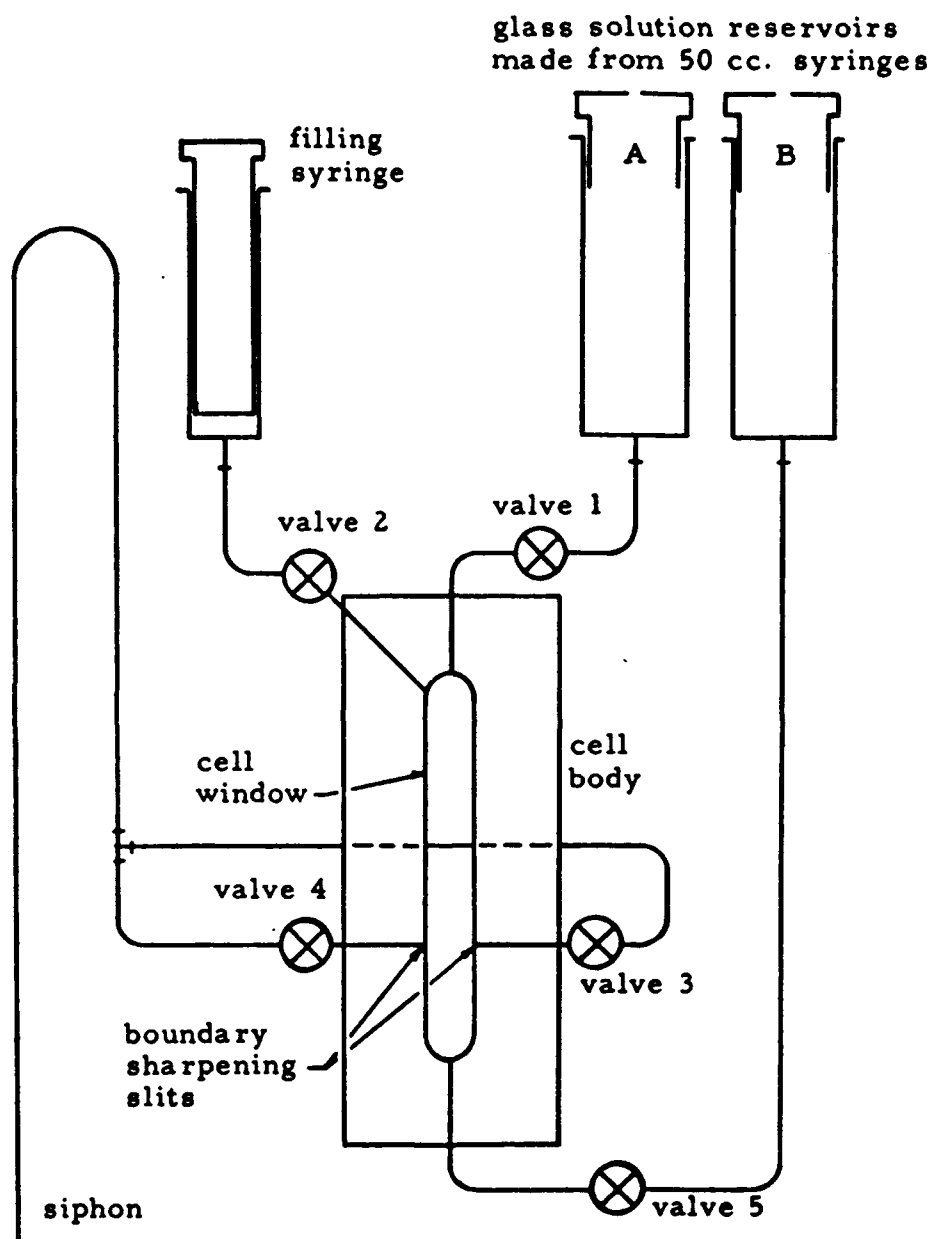 glass solution reservoirs
made from 50 cc. syringes
filling
syringe
A
B
valve 1
valve 2
cell
window
cell
body
valve 4
valve 3
boundary
sharpening
slits
valve 5
siphon